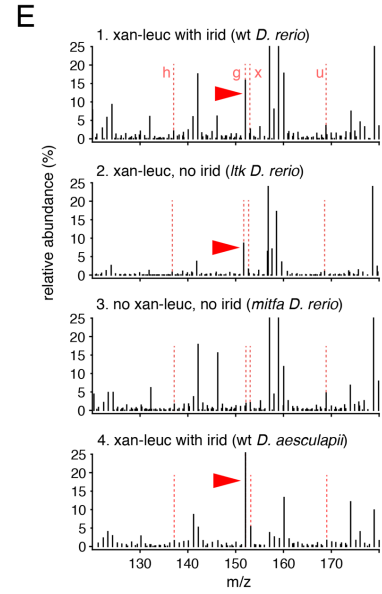 E
1. xan-leuc with irid (wt D. rerio)
25
20
15
10
5
0
h
g
x
u
2. xan-leuc, no irid (ltk D. rerio)
25
20
15
10
5
0
relative abundance (%)
3. no xan-leuc, no irid (mitfa D. rerio)
25
20
15
10
5
0
4. xan-leuc with irid (wt D. aesculapii)
25
20
15
10
5
0
130 140 150 160 170
m/z